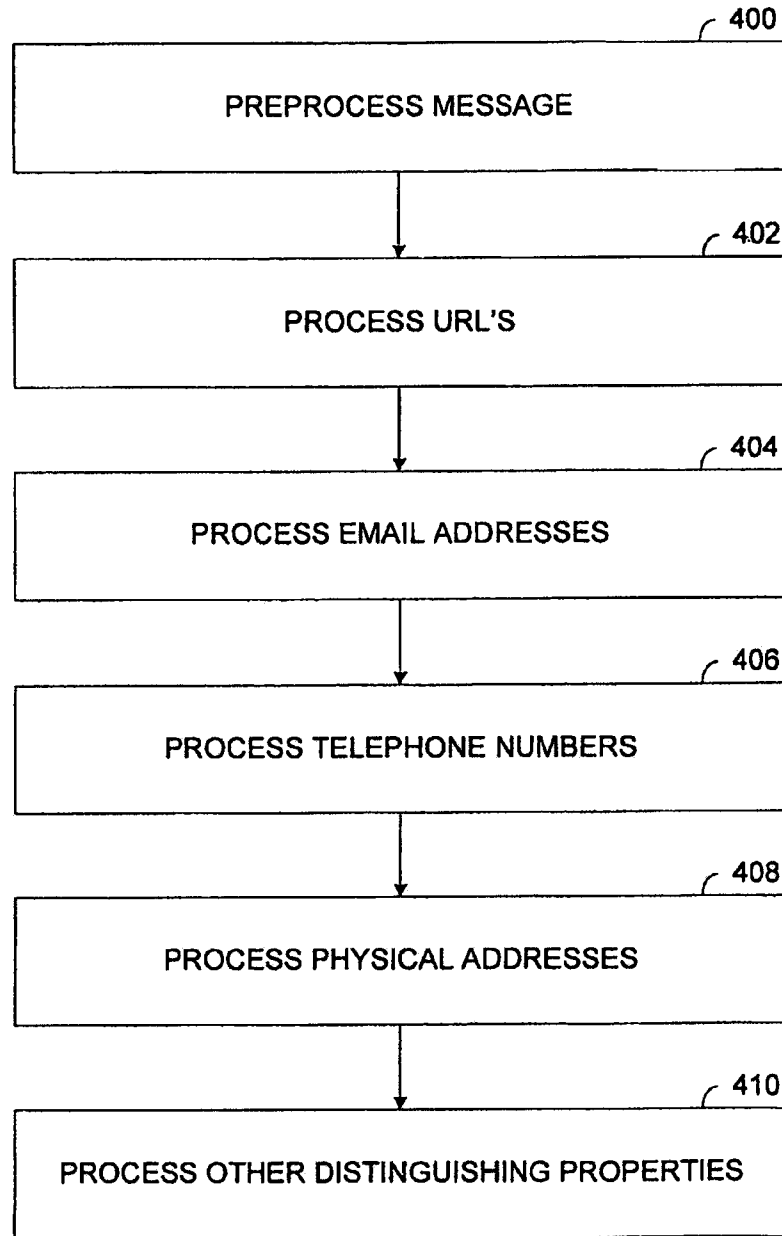 400
PREPROCESS MESSAGE
402
PROCESS URL'S
404
PROCESS EMAIL ADDRESSES
406
PROCESS TELEPHONE NUMBERS
408
PROCESS PHYSICAL ADDRESSES
410
PROCESS OTHER DISTINGUISHING PROPERTIES